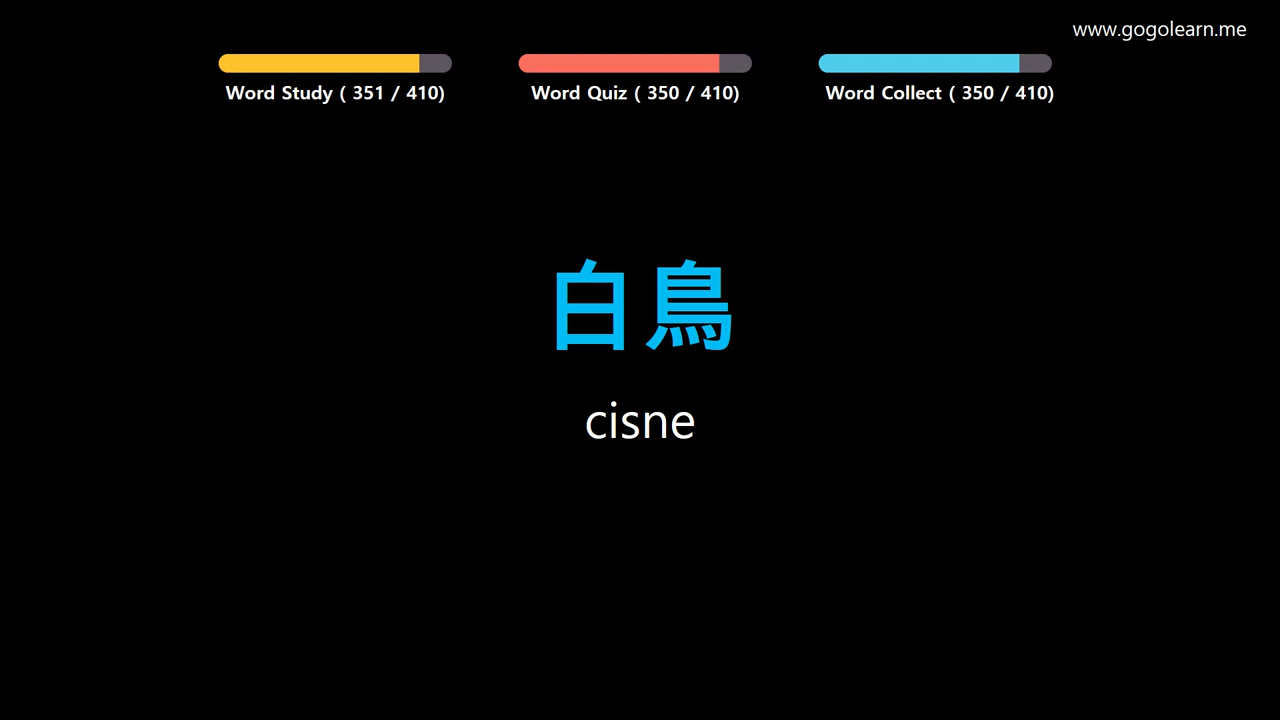 www.gogolearn.me
Word Study ( 351 / 410)
Word Quiz ( 350 / 410)
Word Collect ( 350 / 410)
白鳥
cisne